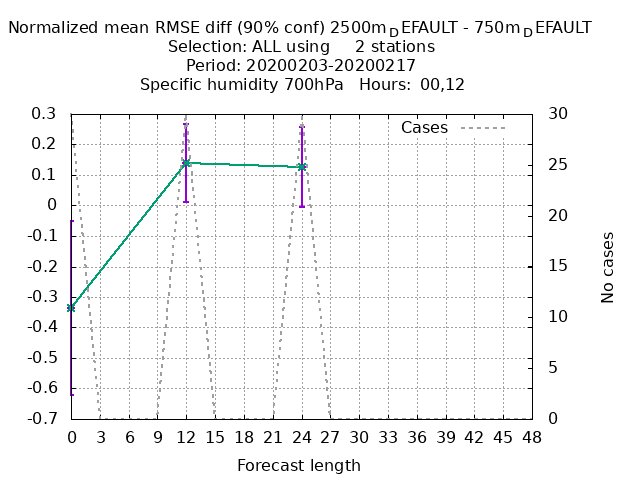 Normalized mean RMSE diff (90% conf) 2500m_DEFAULT - 750m_DEFAULT
Selection: ALL using 2 stations
Period: 20200203-20200217
Specific humidity 700hPa Hours: 00,12
Cases
0.3
0.2
0.1
0
-0.1
-0.2
-0.3
-0.4
-0.5
-0.6
-0.7
30
25
20
15
10
5
0
No cases
0 3 6 9 12 15 18 21 24 27 30 33 36 39 42 45 48
Forecast length